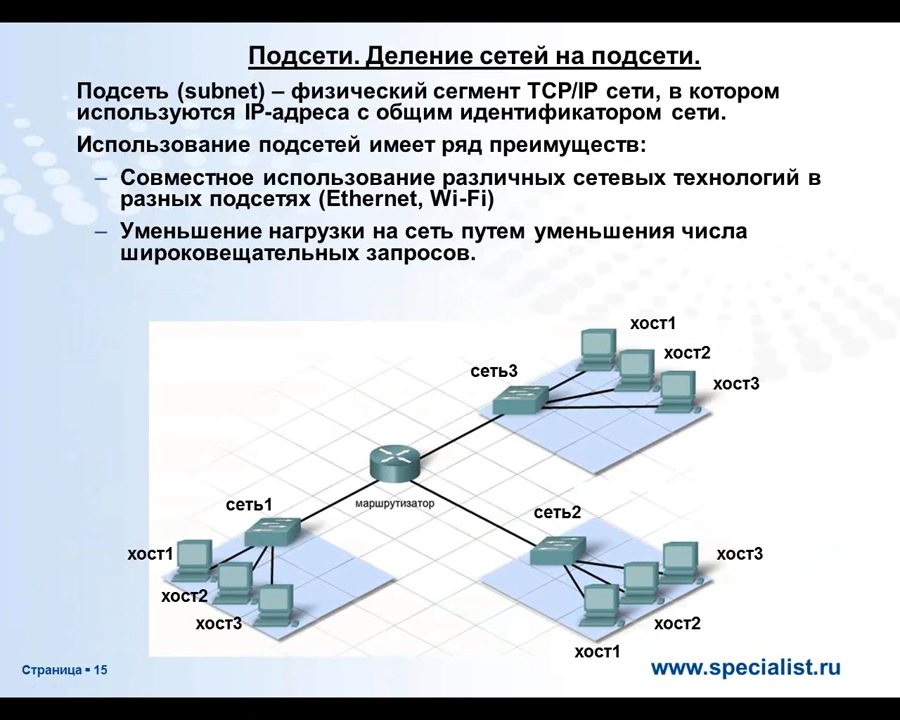 Подсети. Деление сетей на подсети.
Подсеть (subnet) – физический сегмент TCP/IP сети, в котором
используются IP-адреса с общим идентификатором сети.
Использование подсетей имеет ряд преимуществ:
– Совместное использование различных сетевых технологий в
разных подсетях (Ethernet, Wi-Fi)
– Уменьшение нагрузки на сеть путем уменьшения числа
широковещательных запросов.
хост1
хост2
сеть3
хост3
маршрутизатор
сеть1
сеть2
хост1
хост3
хост2
хост3
хост2
хост1
Страница ▪ 15
www.specialist.ru